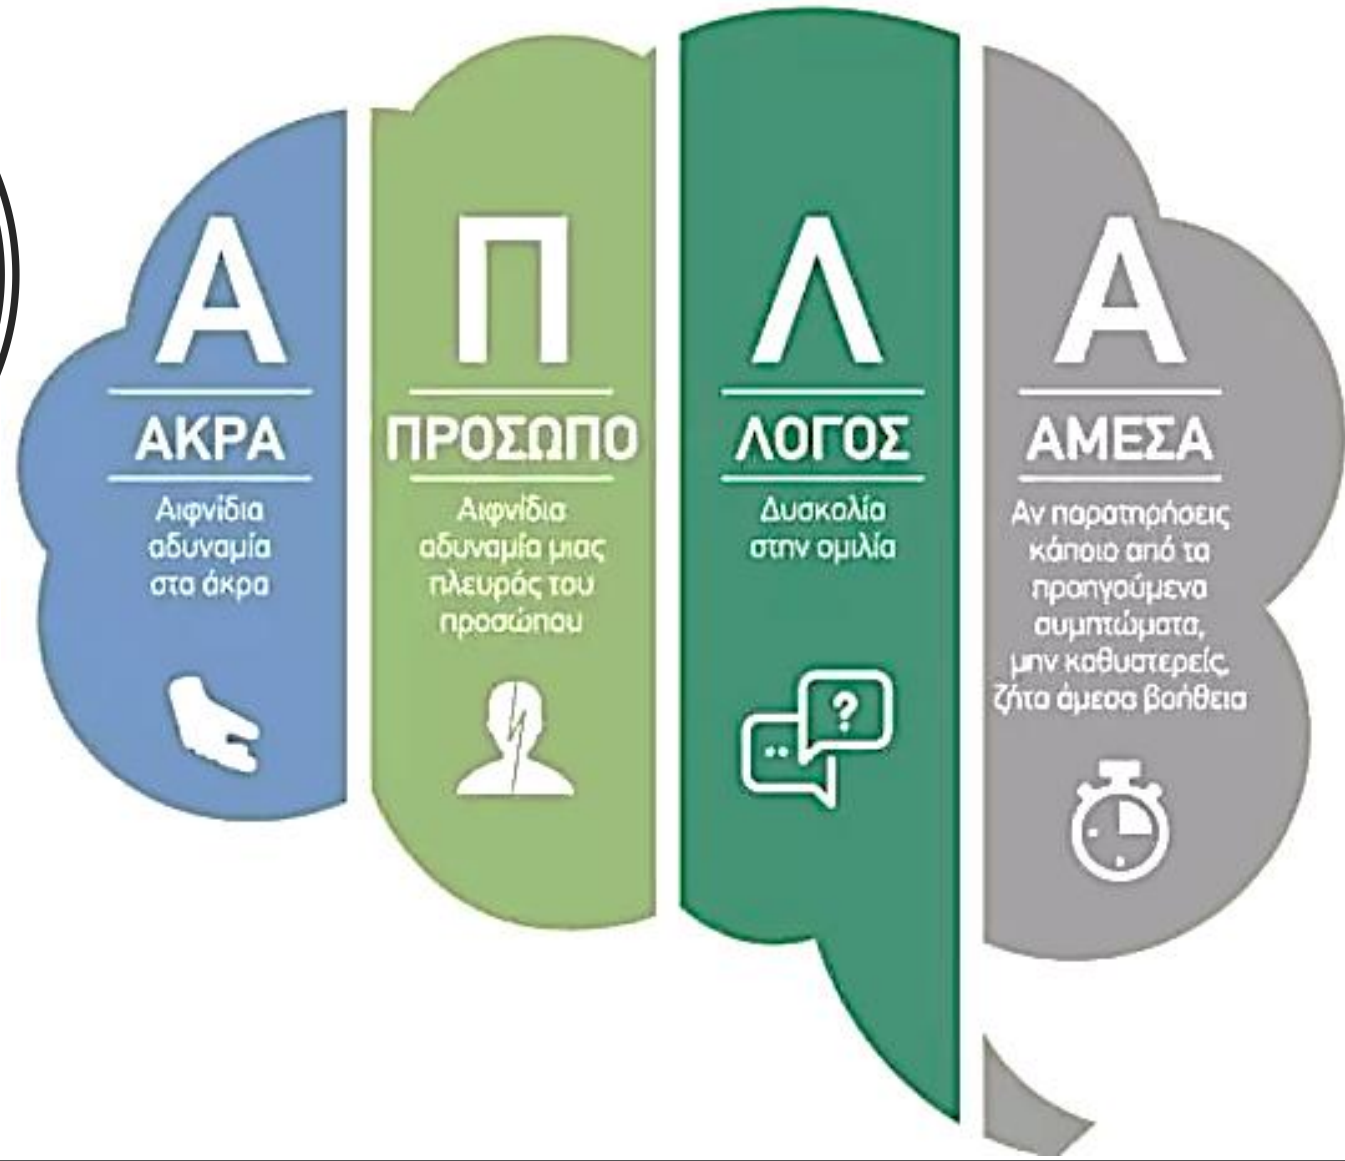 Α
ΑΚΡΑ
Αιφνίδια
αδυναμία
στα άκρα
Π
ΠΡΟΣΩΠΟ
Αιφνίδια
αδυναμία μιας
πλευράς του
προσώπου
Λ
ΛΟΓΟΣ
Δυσκολία
στην ομιλία
?
Α
ΑΜΕΣΑ
Αν παρατηρήσεις
κάποιο από τα
προηγούμενα
συμπτώματα,
μην καθυστερείς,
ζήτα άμεσα βοήθεια